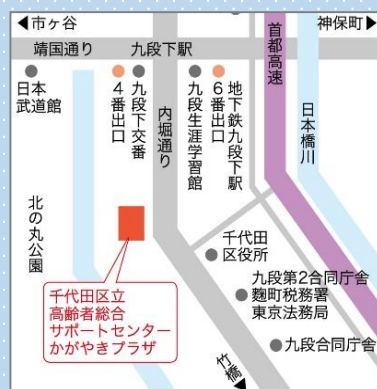 ◀市ヶ谷
神保町▶
靖国通り
九段下駅
首都高速
日本
武道館
4番出口
九段下交番
内堀通り
九段生涯学習館
6番出口
地下鉄九段下駅
日本橋川
北の丸公園
千代田
区役所
九段第2合同庁舎
麴町税務署
東京法務局
千代田区立
高齢者総合
サポートセンター
かがやきプラザ
九段合同庁舎
竹橋▼